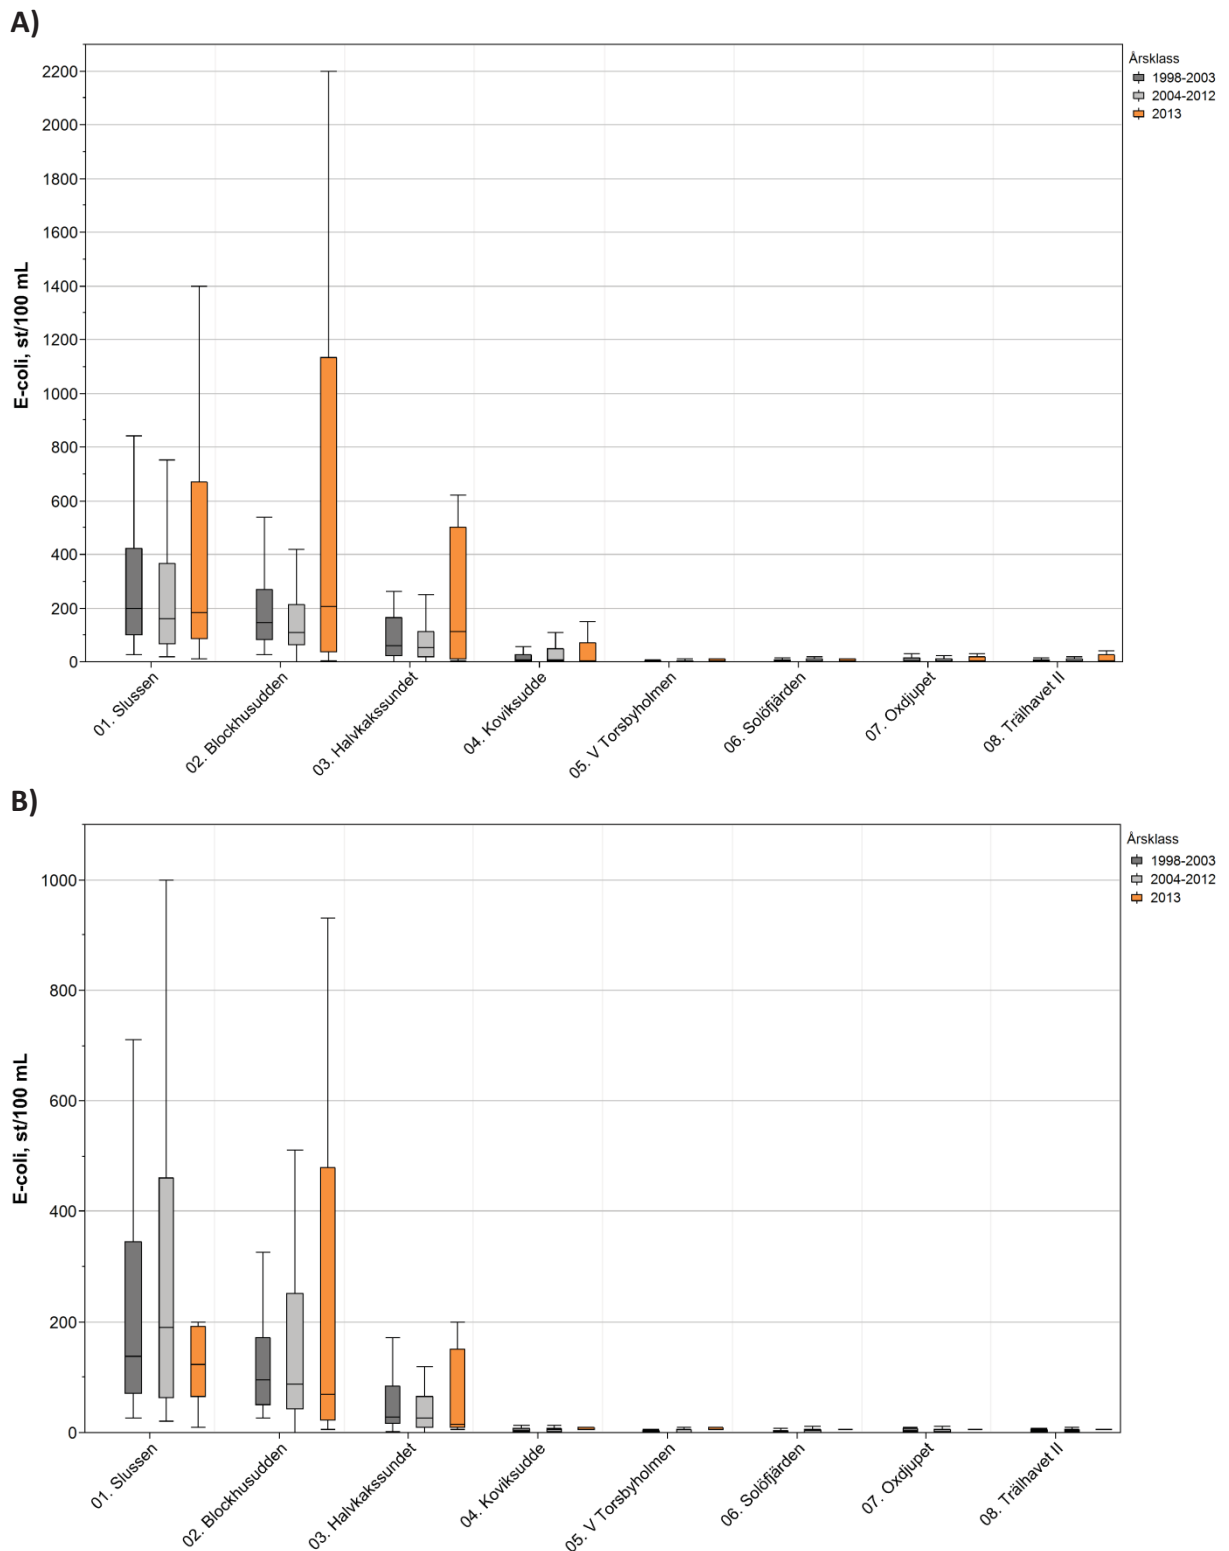 A)
Årsklass
1998-2003
2004-2012
2013
2200
2000
1800
1600
1400
1200
1000
800
600
400
200
0
E-coli, st/100 mL
01. Slussen
02. Blockhusudden
03. Halvkakssundet
04. Koviksudde
05. V Torsbyholmen
06. Solöfjärden
07. Oxdjupet
08. Trälhavet II
B)
Årsklass
1998-2003
2004-2012
2013
1000
800
600
400
200
0
E-coli, st/100 mL
01. Slussen
02. Blockhusudden
03. Halvkakssundet
04. Koviksudde
05. V Torsbyholmen
06. Solöfjärden
07. Oxdjupet
08. Trälhavet II